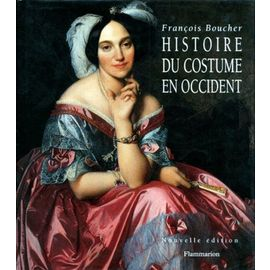 François Boucher
HISTOIRE
DU COSTUME
EN OCCIDENT
Nouvelle édition
Flammarion